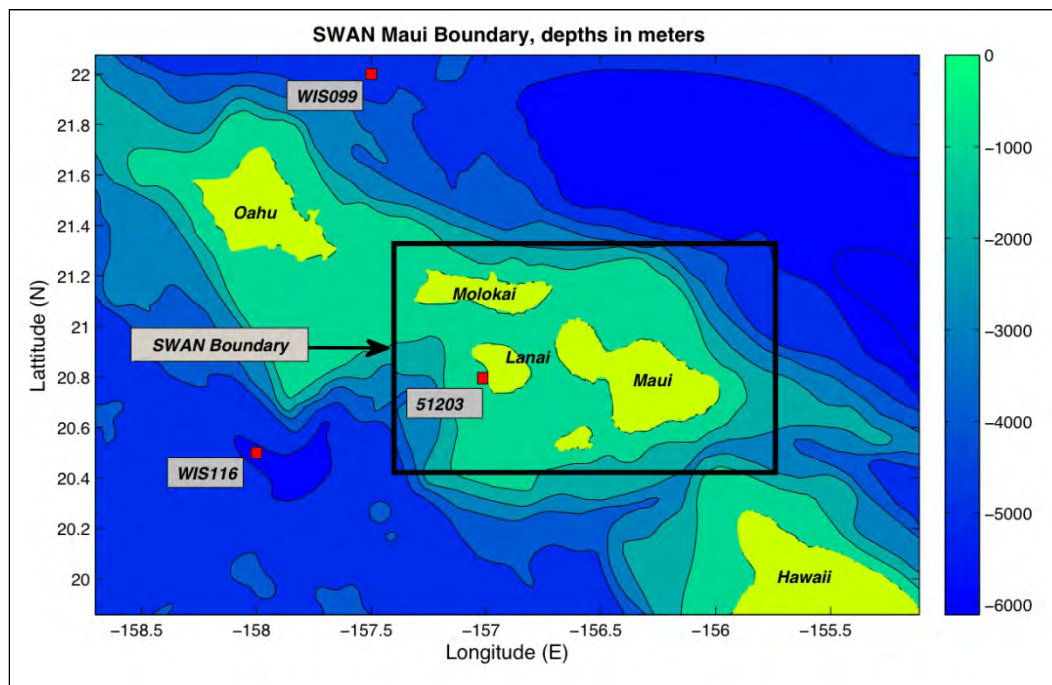 SWAN Maui Boundary, depths in meters
22
21.8
21.6
21.4
21.2
21
20.8
20.6
20.4
20.2
20
Lattitude (N)
WIS099
Oahu
Molokai
SWAN Boundary
Lanai
Maui
51203
WIS116
Hawaii
0
−1000
−2000
−3000
−4000
−5000
−6000
−158.5
−158
−157.5
−157
−156.5
−156
−155.5
Longitude (E)